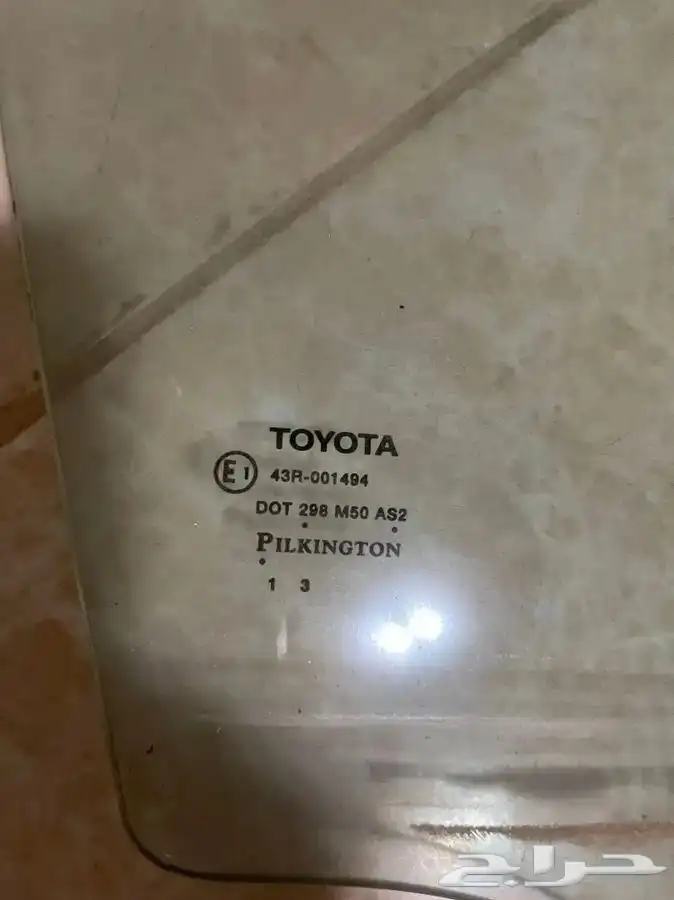 TOYOTA
E1 43R-001494
DOT 298 M50 AS2
PILKINGTON
1 3
حراج